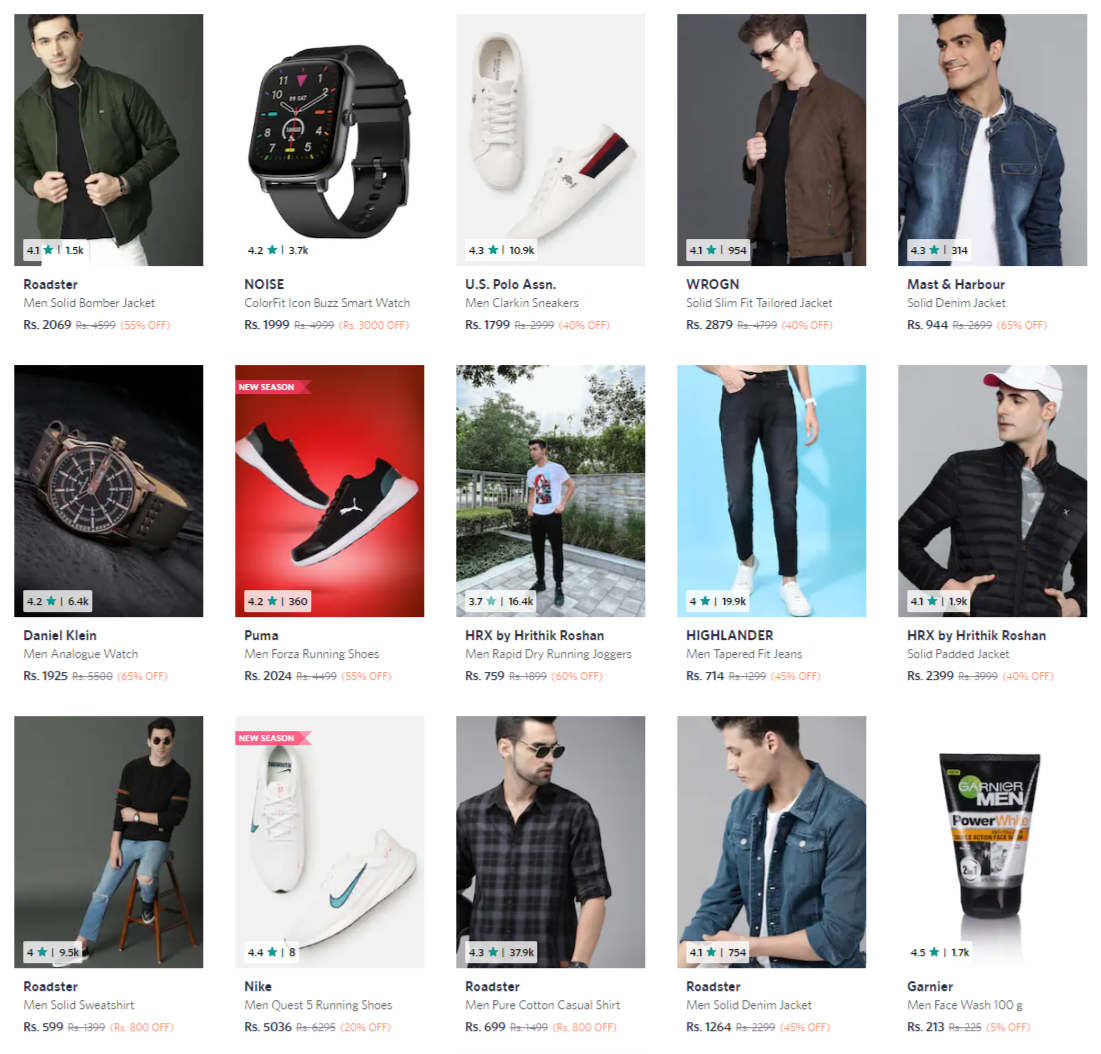 11 1
10
09 SAT
8 4
7 5
4.1 ★ | 1.5k
4.2 ★ | 3.7k
4.3 ★ | 10.9k
4.1 ★ | 954
4.3 ★ | 314
Roadster
Men Solid Bomber Jacket
Rs. 2069 Rs. 4599 (55% OFF)
NOISE
ColorFit Icon Buzz Smart Watch
Rs. 1999 Rs. 4999 (Rs. 3000 OFF)
U.S. Polo Assn.
Men Clarkin Sneakers
Rs. 1799 Rs. 2999 (40% OFF)
WROGN
Solid Slim Fit Tailored Jacket
Rs. 2879 Rs. 4799 (40% OFF)
Mast & Harbour
Solid Denim Jacket
Rs. 944 Rs. 2699 (65% OFF)
NEW SEASON
4.2 ★ | 6.4k
4.2 ★ | 360
3.7 ★ | 16.4k
4 ★ | 19.9k
4.1 ★ | 1.9k
Daniel Klein
Men Analogue Watch
Rs. 1925 Rs. 5500 (65% OFF)
Puma
Men Forza Running Shoes
Rs. 2024 Rs. 4499 (55% OFF)
HRX by Hrithik Roshan
Men Rapid Dry Running Joggers
Rs. 759 Rs. 1899 (60% OFF)
HIGHLANDER
Men Tapered Fit Jeans
Rs. 714 Rs. 1299 (45% OFF)
HRX by Hrithik Roshan
Solid Padded Jacket
Rs. 2399 Rs. 3999 (40% OFF)
NEW SEASON
GARNIER
MEN
PowerWhite
2in1
4 ★ | 9.5k
4.4 ★ | 8
4.3 ★ | 37.9k
4.1 ★ | 754
4.5 ★ | 1.7k
Roadster
Men Solid Sweatshirt
Rs. 599 Rs. 1399 (Rs. 800 OFF)
Nike
Men Quest 5 Running Shoes
Rs. 5036 Rs. 6295 (20% OFF)
Roadster
Men Pure Cotton Casual Shirt
Rs. 699 Rs. 1499 (Rs. 800 OFF)
Roadster
Men Solid Denim Jacket
Rs. 1264 Rs. 2299 (45% OFF)
Garnier
Men Face Wash 100 g
Rs. 213 Rs. 225 (5% OFF)